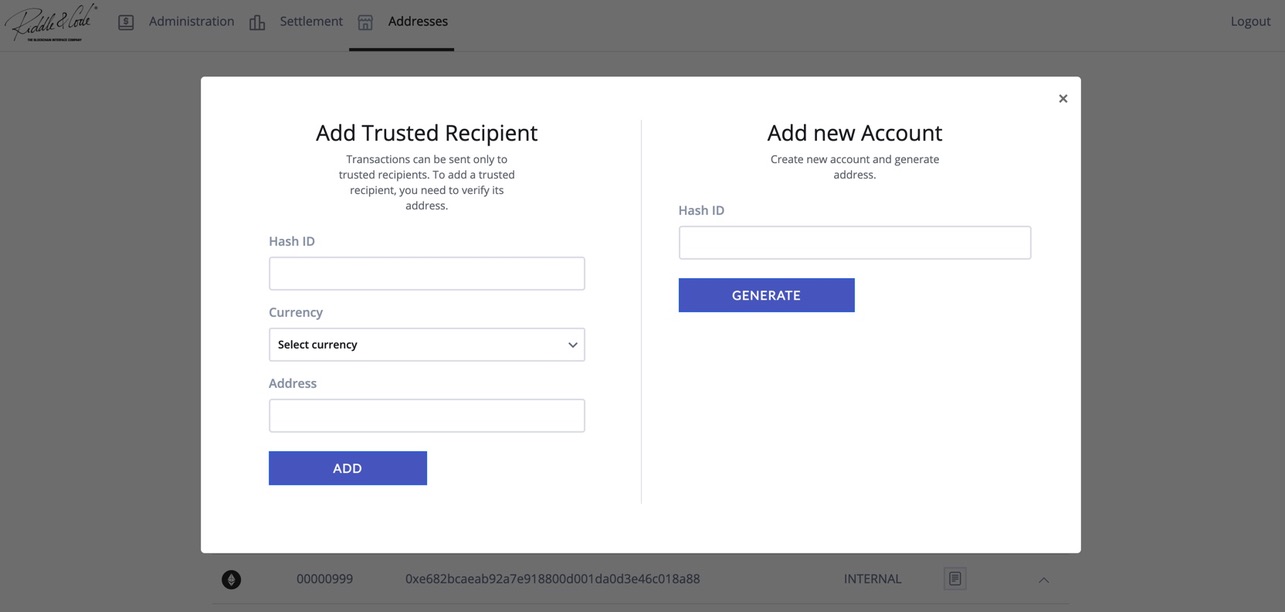 Riddle & Code
THE BLOCKCHAIN INTERFACE COMPANY
Administration
Settlement
Addresses
Logout
Add Trusted Recipient
Transactions can be sent only to
trusted recipients. To add a trusted
recipient, you need to verify its
address.
Hash ID
Currency
Select currency
Address
ADD
Add new Account
Create new account and generate
address.
Hash ID
GENERATE
00000999 0xe682bcaeab92a7e918800d001da0d3e46c018a88 INTERNAL